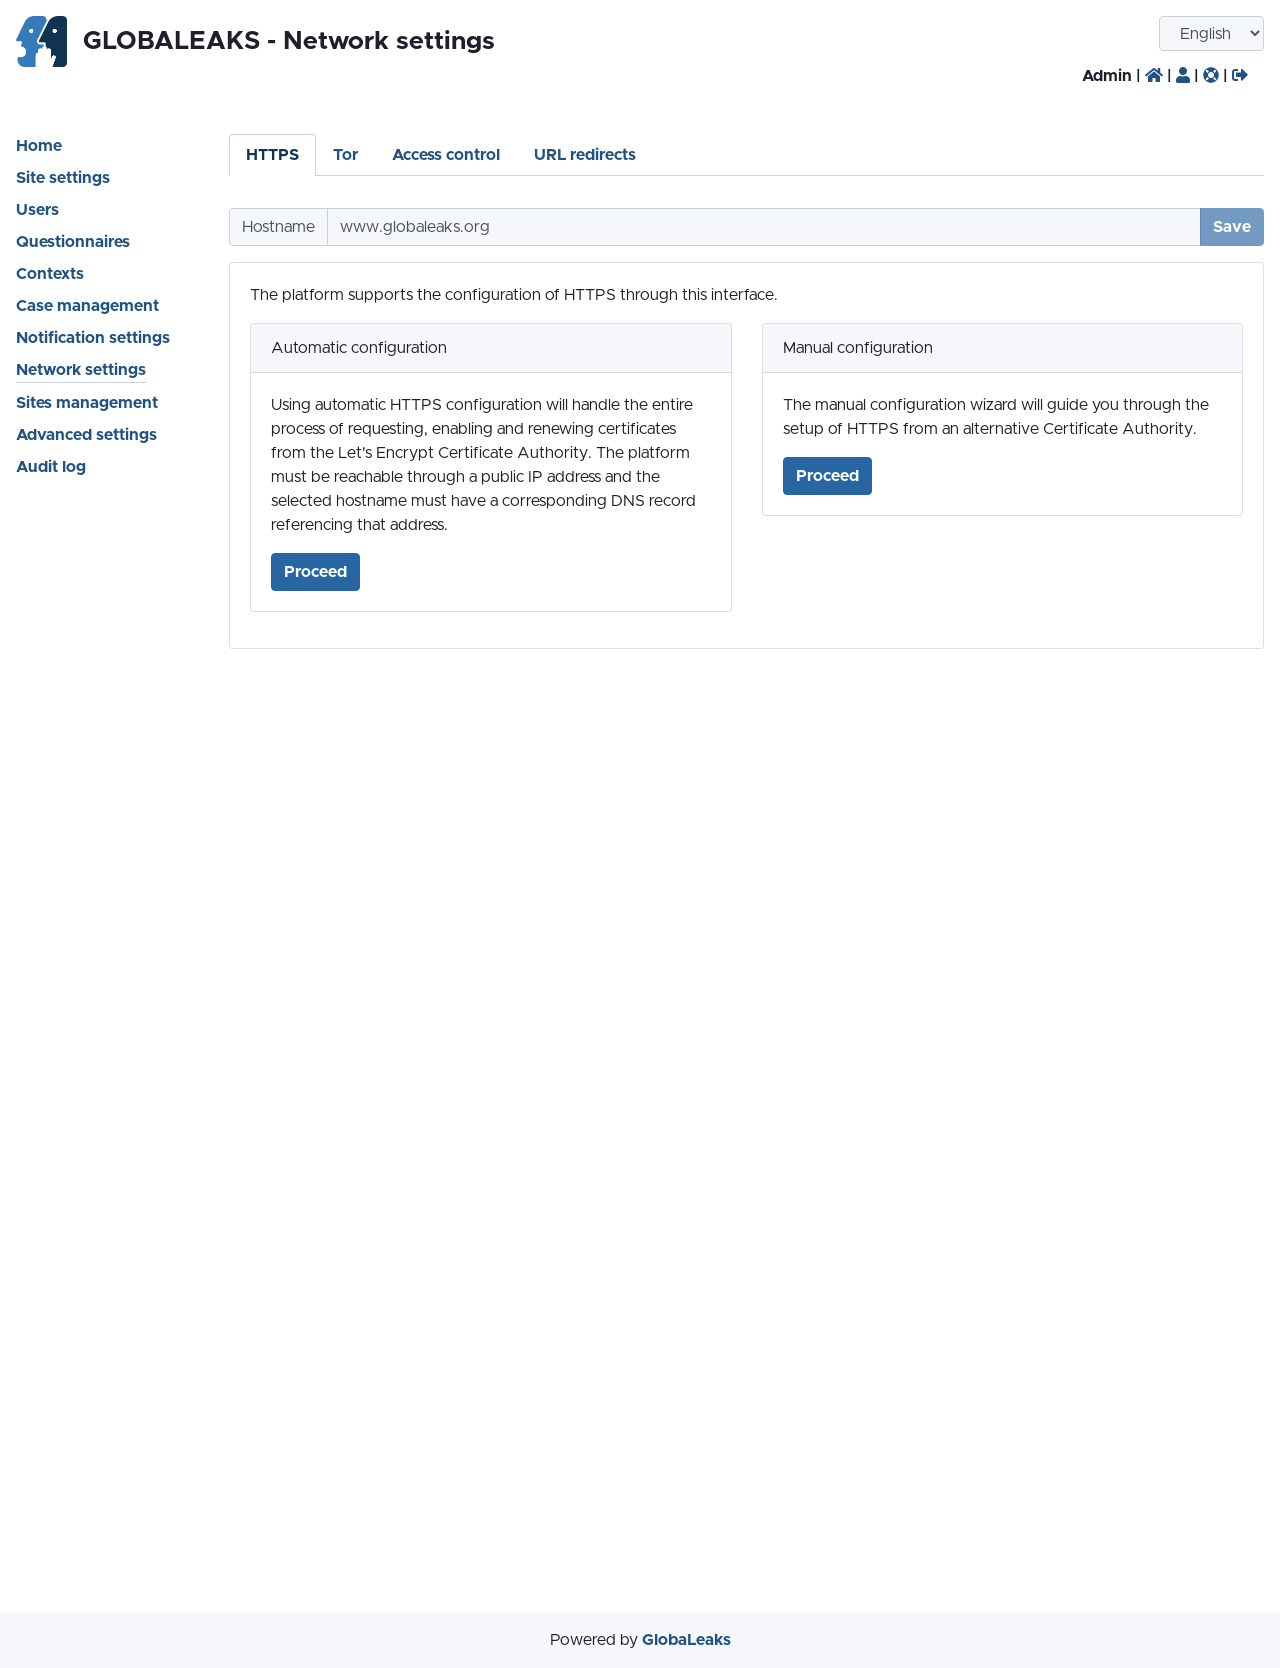 GLOBALEAKS - Network settings
English
Admin | | | |
Home
Site settings
Users
Questionnaires
Contexts
Case management
Notification settings
Network settings
Sites management
Advanced settings
Audit log
HTTPS Tor Access control URL redirects
Hostname www.globaleaks.org Save
The platform supports the configuration of HTTPS through this interface.
Automatic configuration
Using automatic HTTPS configuration will handle the entire
process of requesting, enabling and renewing certificates
from the Let's Encrypt Certificate Authority. The platform
must be reachable through a public IP address and the
selected hostname must have a corresponding DNS record
referencing that address.
Proceed
Manual configuration
The manual configuration wizard will guide you through the
setup of HTTPS from an alternative Certificate Authority.
Proceed
Powered by GlobaLeaks